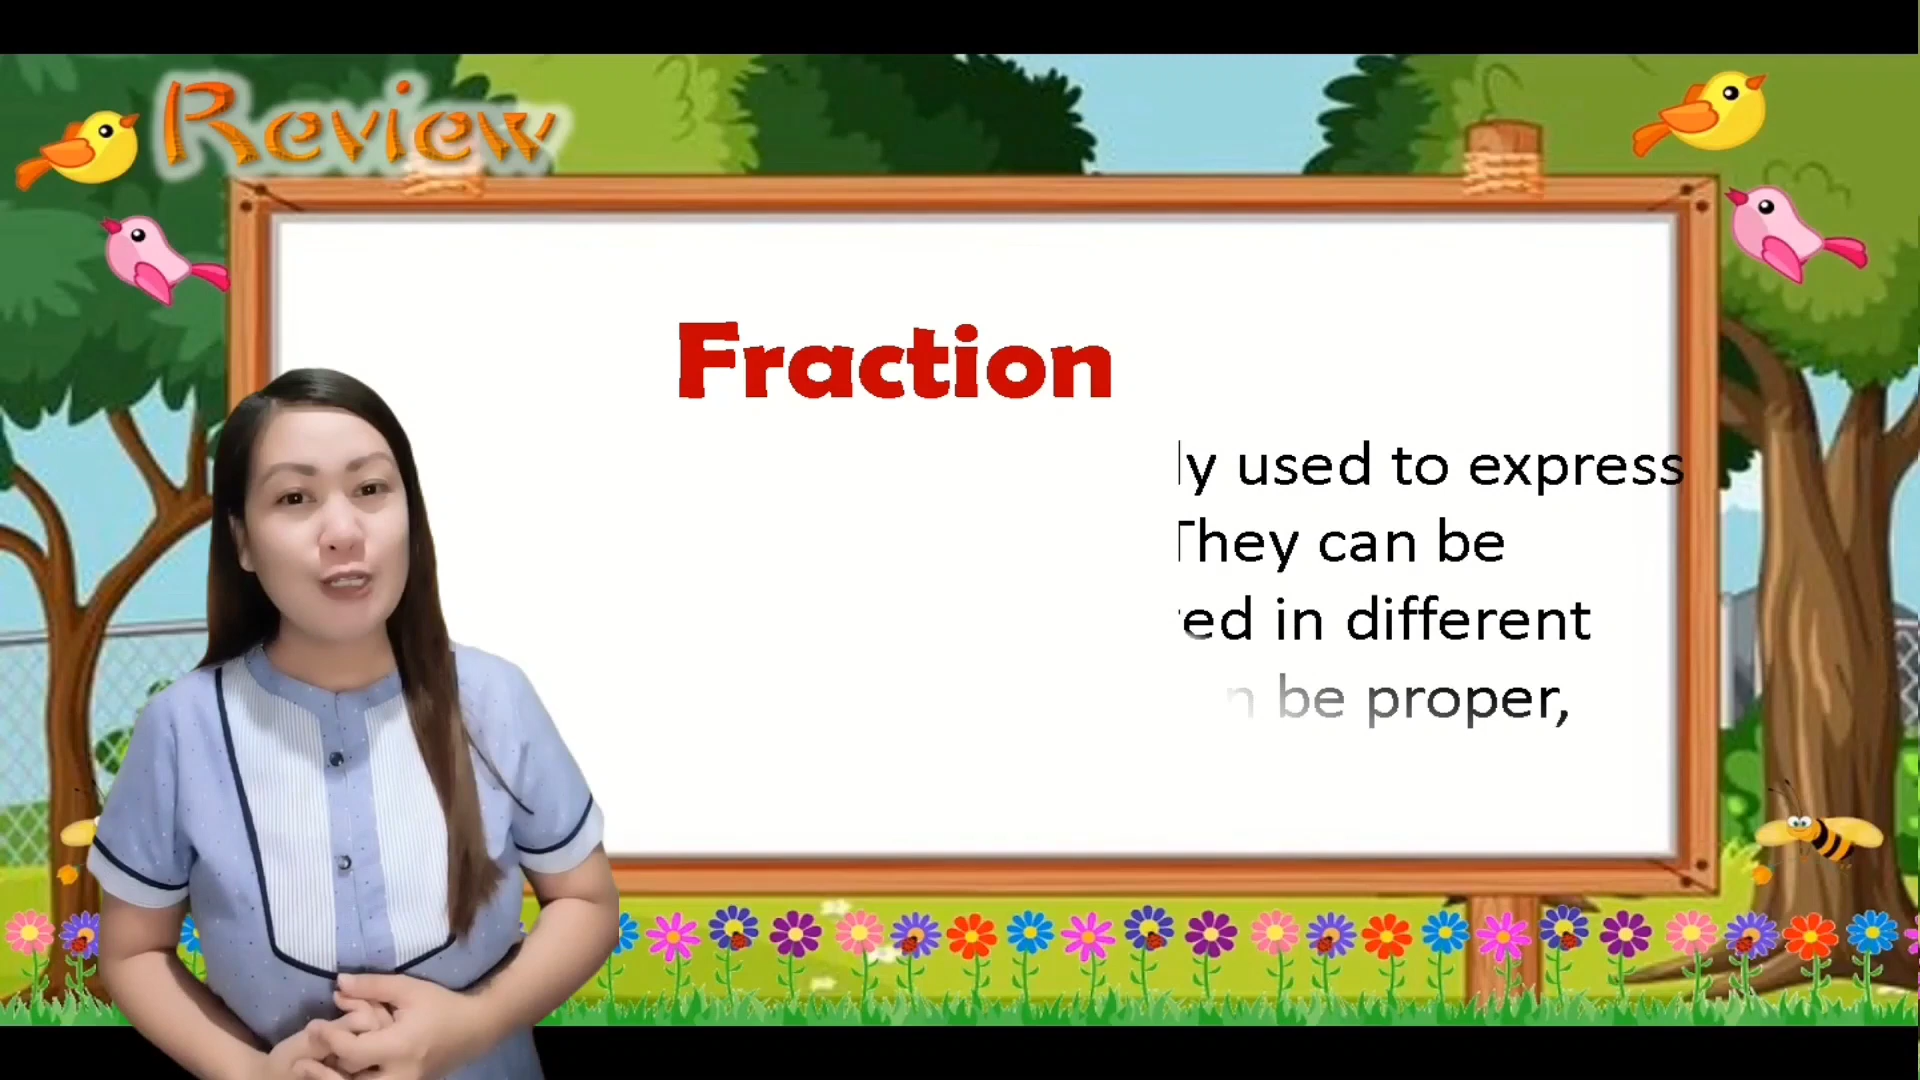 Review
Fraction
ly used to express
They can be
ed in different
n be proper,